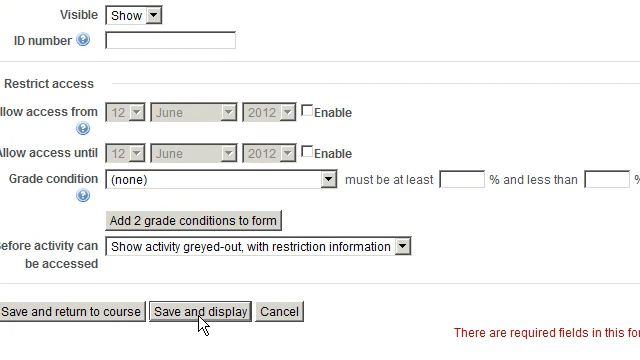 Visible Show
ID number
Restrict access
llow access from 12 June 2012 Enable
Allow access until 12 June 2012 Enable
Grade condition (none) must be at least % and less than %
Add 2 grade conditions to form
Before activity can Show activity greyed-out, with restriction information
be accessed
Save and return to course Save and display Cancel
There are required fields in this fo